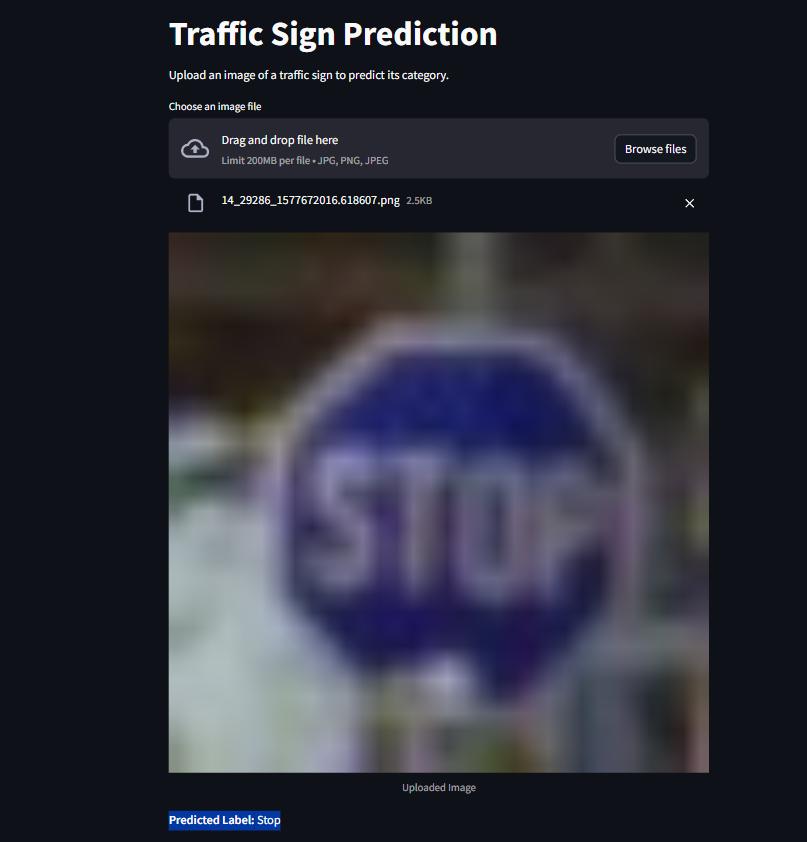 Traffic Sign Prediction
Upload an image of a traffic sign to predict its category.
Choose an image file
Drag and drop file here
Limit 200MB per file • JPG, PNG, JPEG
Browse files
14_29286_1577672016.618607.png 2.5KB
STOP
Uploaded Image
Predicted Label: Stop